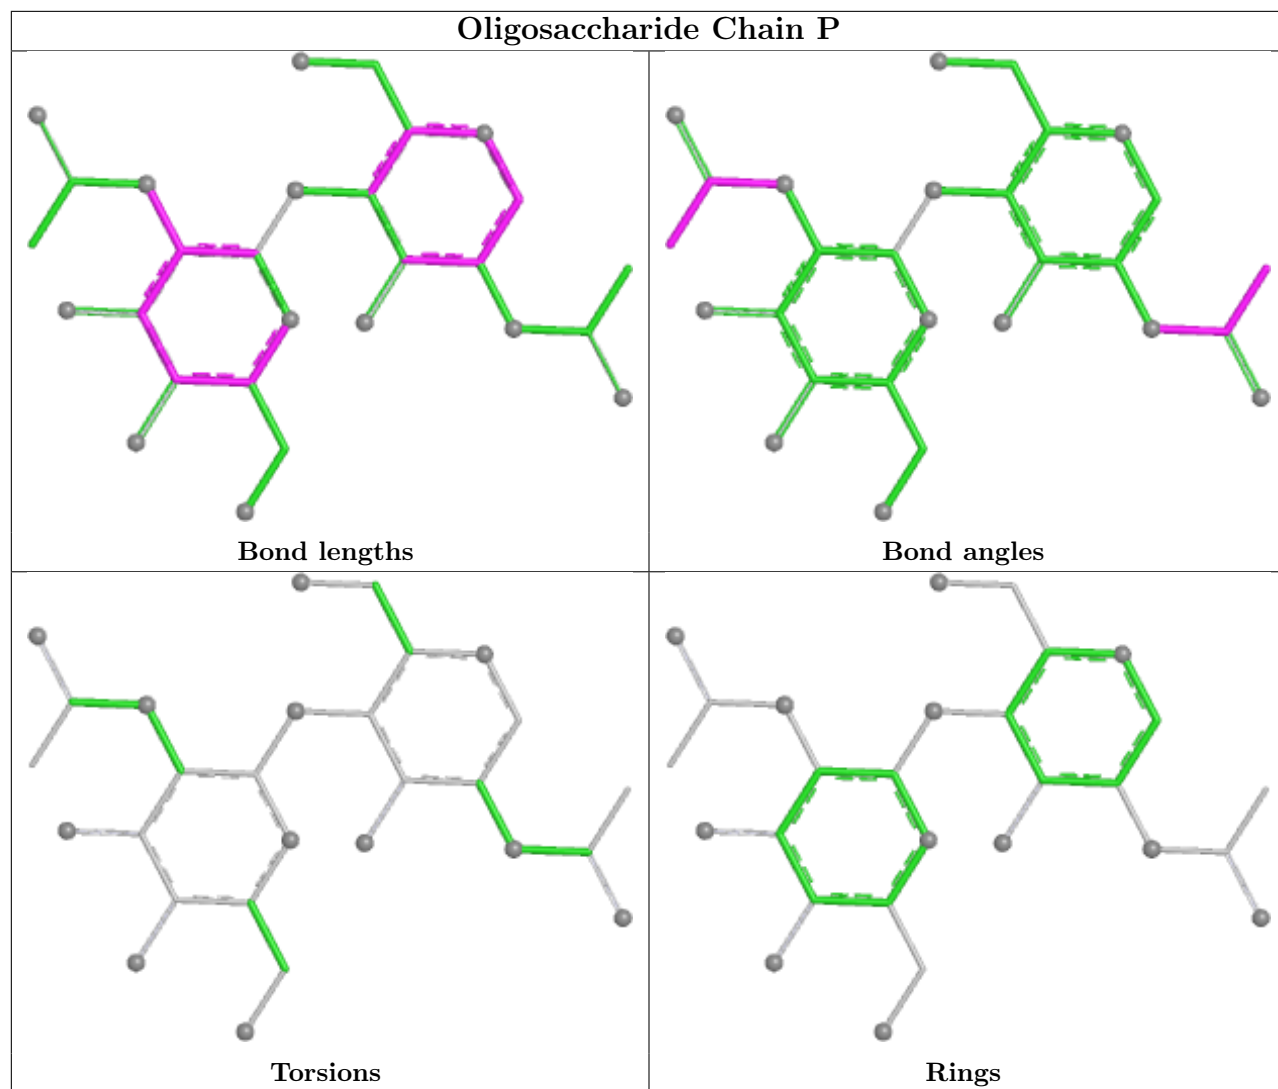 Oligosaccharide Chain P
Bond lengths
Bond angles
Torsions
Rings